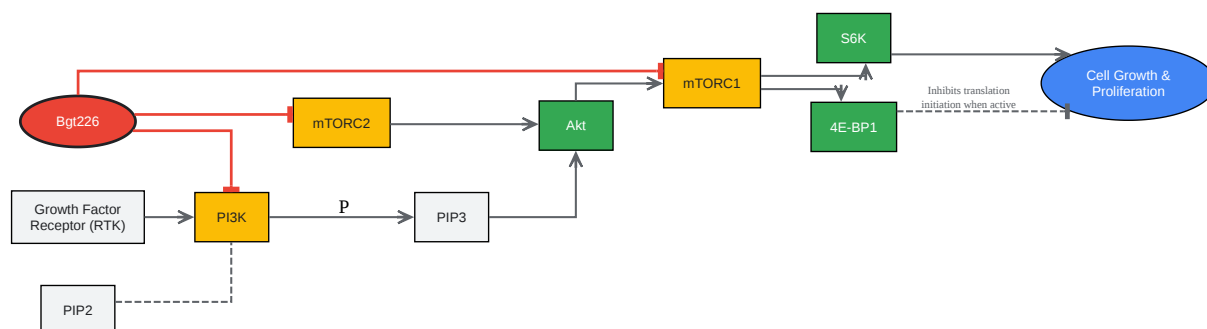 S6K
Cell Growth &
Proliferation
mTORC1
Inhibits translation
initiation when active
Bgt226
mTORC2
Akt
4E-BP1
Growth Factor
Receptor (RTK)
PI3K
P
PIP3
PIP2